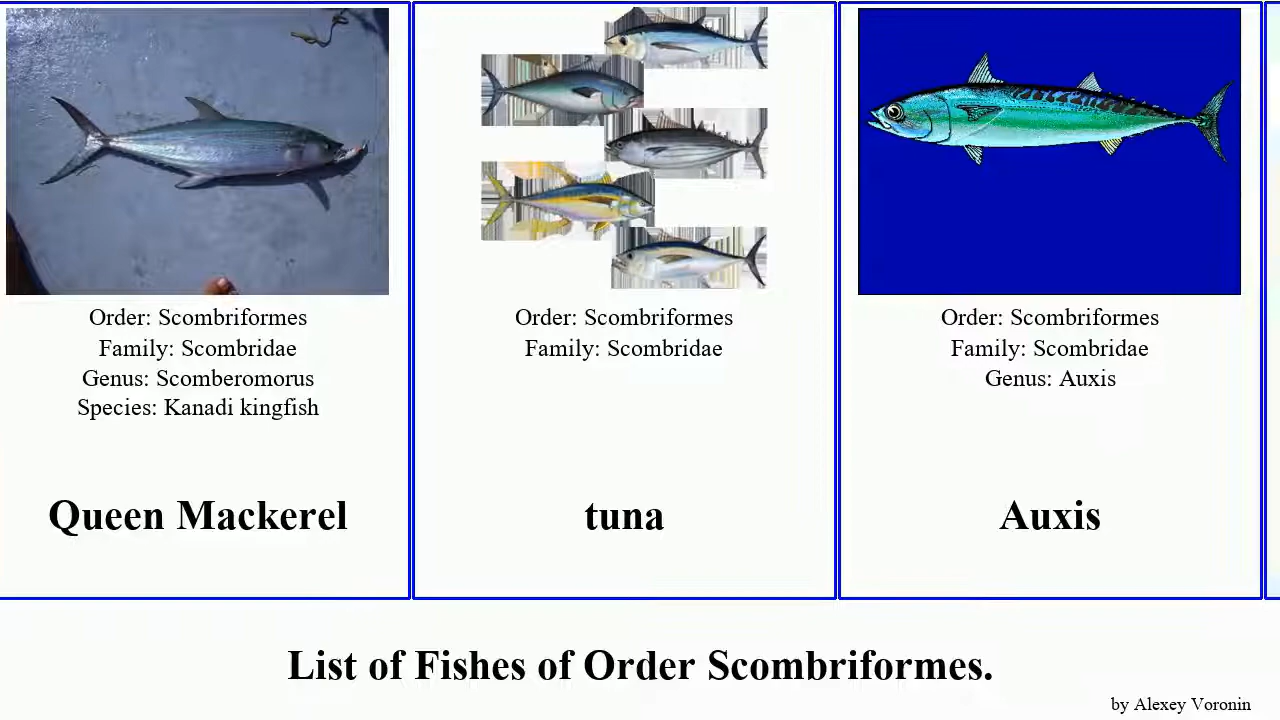 Order: Scombriformes
Family: Scombridae
Genus: Scomberomorus
Species: Kanadi kingfish
Queen Mackerel
Order: Scombriformes
Family: Scombridae
tuna
Order: Scombriformes
Family: Scombridae
Genus: Auxis
Auxis
List of Fishes of Order Scombriformes.
by Alexey Voronin